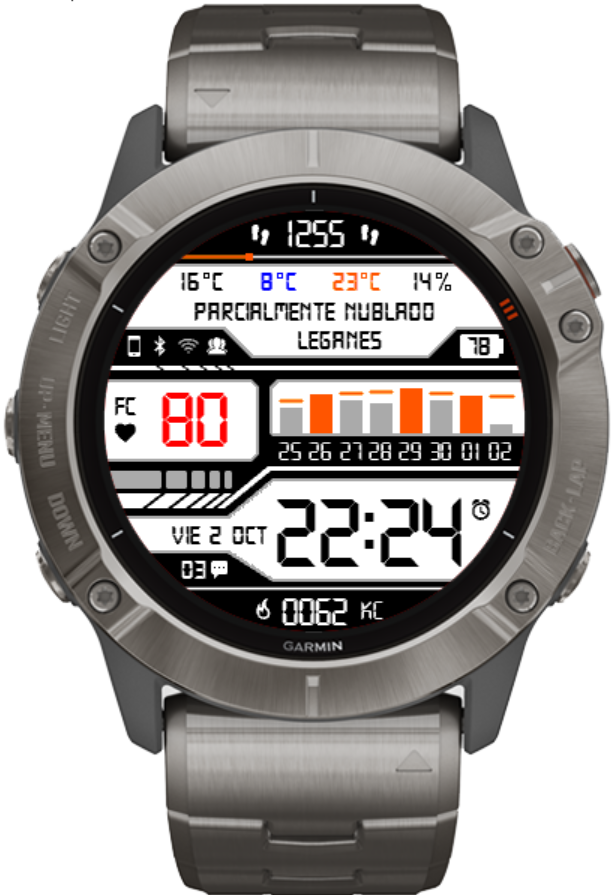 1255
16°C 8°C 23°C 14%
PARCIALMENTE NUBLADO
LEGANES
78
FC
80
25 26 27 28 29 30 01 02
22:24
VIE 2 OCT
03
0062 KC
GARMIN
LIGHT
UP·MENU
DOWN
BACK-LAP